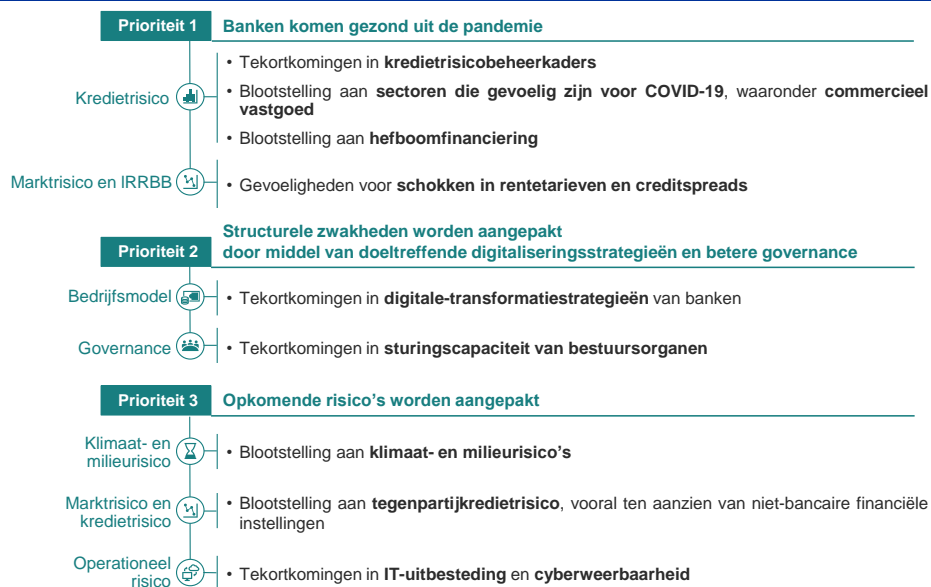 Prioriteit 1
Banken komen gezond uit de pandemie
Kredietrisico
• Tekortkomingen in kredietrisicobeheerkaders
• Blootstelling aan sectoren die gevoelig zijn voor COVID-19, waaronder commercieel
vastgoed
• Blootstelling aan hefboomfinanciering
Marktrisico en IRRBB
• Gevoeligheden voor schokken in rentetarieven en creditspreads
Prioriteit 2
Structurele zwakheden worden aangepakt
door middel van doeltreffende digitaliseringsstrategieën en betere governance
Bedrijfsmodel
• Tekortkomingen in digitale-transformatiestrategieën van banken
Governance
• Tekortkomingen in sturingscapaciteit van bestuursorganen
Prioriteit 3
Opkomende risico’s worden aangepakt
Klimaat- en
milieurisico
• Blootstelling aan klimaat- en milieurisico’s
Marktrisico en
kredietrisico
• Blootstelling aan tegenpartijkredietrisico, vooral ten aanzien van niet-bancaire financiële
instellingen
Operationeel
risico
• Tekortkomingen in IT-uitbesteding en cyberweerbaarheid